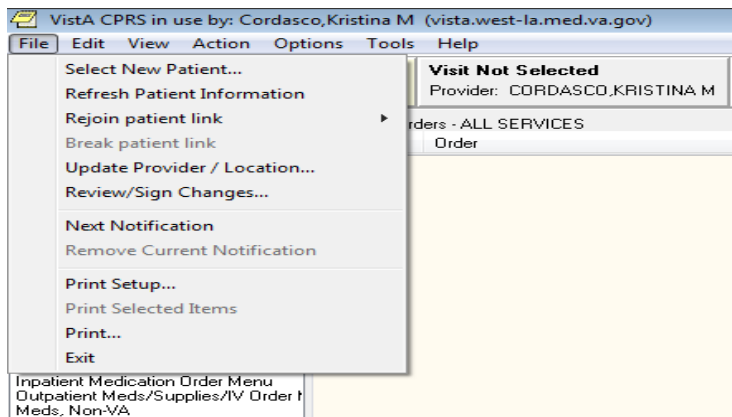 VistA CPRS in use by: Cordasco,Kristina M (vista.west-la.med.va.gov)
File Edit View Action Options Tools Help
Select New Patient...
Refresh Patient Information
Rejoin patient link
Break patient link
Update Provider / Location...
Review/Sign Changes...
Next Notification
Remove Current Notification
Print Setup...
Print Selected Items
Print...
Exit
Visit Not Selected
Provider: CORDASCO,KRISTINA M
rders - ALL SERVICES
Order
Inpatient Medication Order Menu
Outpatient Meds/Supplies/IV Order
Meds, Non-VA